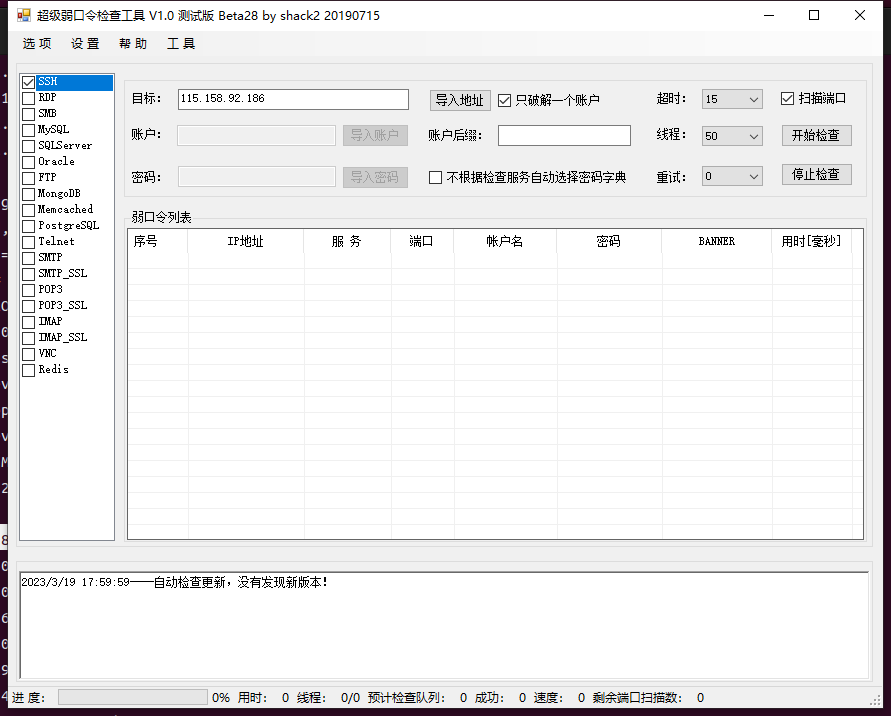 超级弱口令检查工具 V1.0 测试版 Beta28 by shack2 20190715
选 项 设 置 帮 助 工 具
SSH
RDP
SMB
MySQL
SQLServer
Oracle
FTP
MongoDB
Memcached
PostgreSQL
Telnet
SMTP
SMTP_SSL
POP3
POP3_SSL
IMAP
IMAP_SSL
VNC
Redis
目标： 115.158.92.186 导入地址 只破解一个账户 超时： 15 扫描端口
账户： 导入账户 账户后缀： 线程： 50 开始检查
密码： 导入密码 不根据检查服务自动选择密码字典 重试： 0 停止检查
弱口令列表
序号 IP地址 服 务 端口 帐户名 密码 BANNER 用时[毫秒]
2023/3/19 17:59:59——自动检查更新，没有发现新版本！
进 度： 0% 用时： 0 线程： 0/0 预计检查队列： 0 成功： 0 速度： 0 剩余端口扫描数： 0